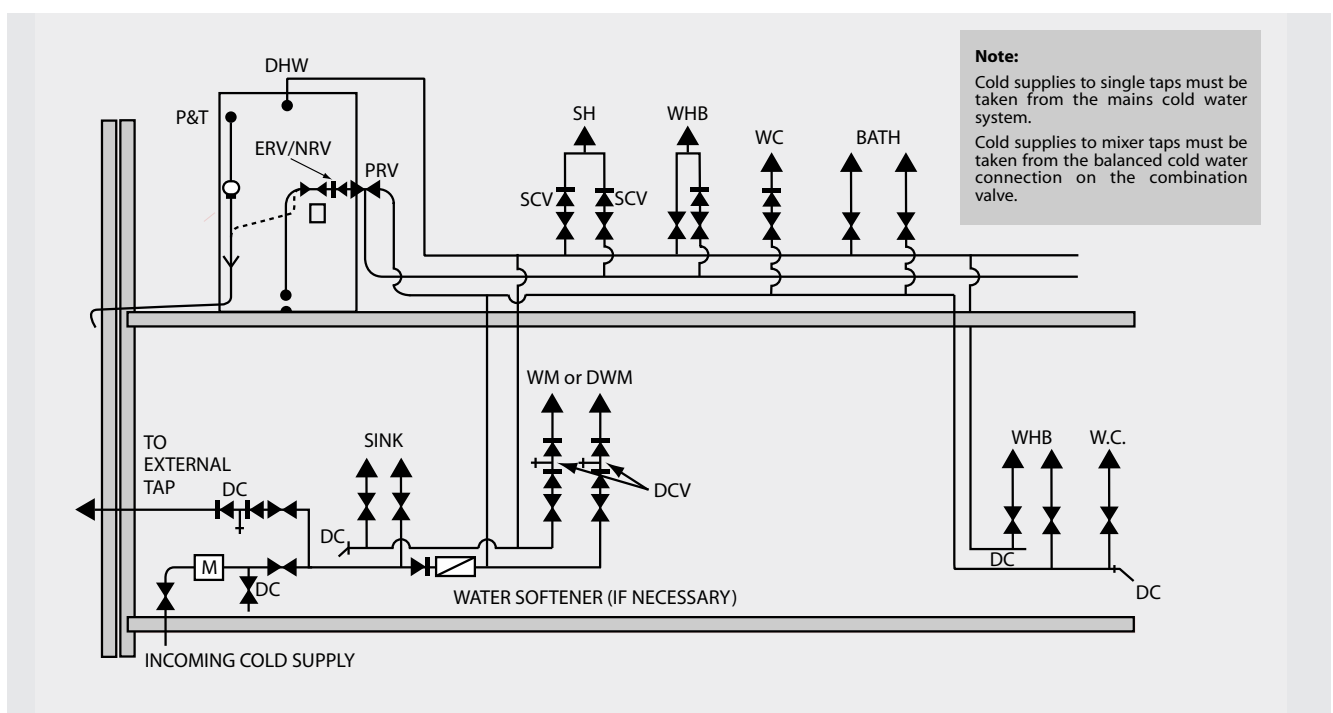 DHW
P&T
ERV/NRV
PRV
SH
WHB
WC
BATH
SCV
SCV
Note:
Cold supplies to single taps must be
taken from the mains cold water
system.
Cold supplies to mixer taps must be
taken from the balanced cold water
connection on the combination
valve.
WM or DWM
TO
EXTERNAL
TAP
SINK
WHB
W.C.
DC
DCV
DC
M
DC
DC
DC
WATER SOFTENER (IF NECESSARY)
INCOMING COLD SUPPLY